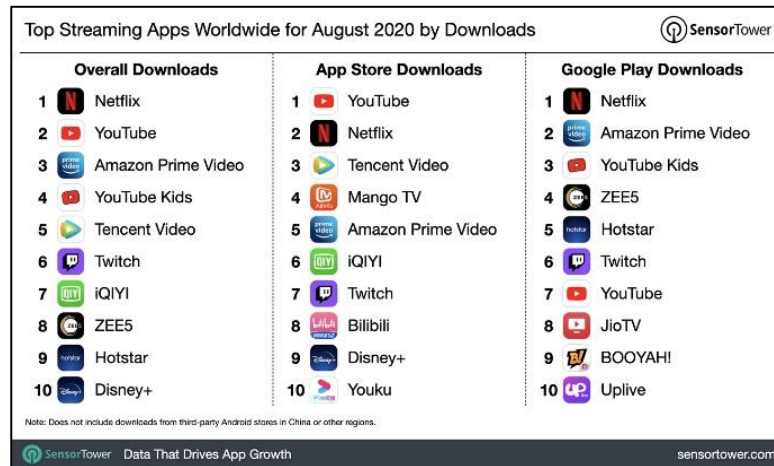 Top Streaming Apps Worldwide for August 2020 by Downloads
SensorTower
Overall Downloads
1 Netflix
2 YouTube
3 Amazon Prime Video
4 YouTube Kids
5 Tencent Video
6 Twitch
7 iQIYI
8 ZEE5
9 Hotstar
10 Disney+
App Store Downloads
1 YouTube
2 Netflix
3 Tencent Video
4 Mango TV
5 Amazon Prime Video
6 iQIYI
7 Twitch
8 Bilibili
9 Disney+
10 Youku
Google Play Downloads
1 Netflix
2 Amazon Prime Video
3 YouTube Kids
4 ZEE5
5 Hotstar
6 Twitch
7 YouTube
8 JioTV
9 BOOYAH!
10 Uplive
Note: Does not include downloads from third-party Android stores in China or other regions.
SensorTower Data That Drives App Growth
sensortower.com